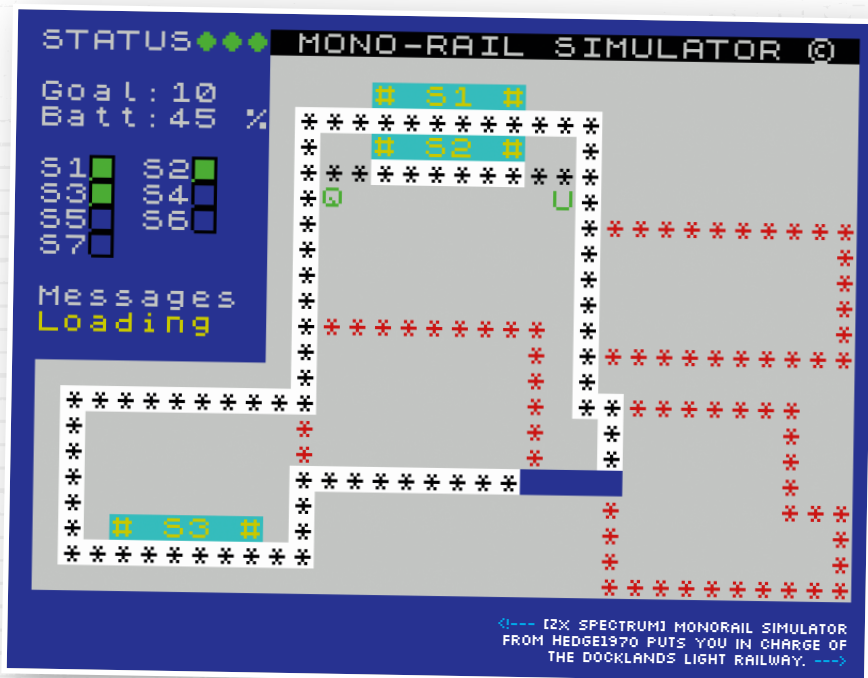 STATUS
MONO-RAIL SIMULATOR ©
Goal:10
Batt:45 %
S1 S2
S3 S4
S5 S6
S7
Messages
Loading
# S1 #
# S2 #
Q U
# S3 #
<!--- [ZX SPECTRUM] MONORAIL SIMULATOR
FROM HEDGE1970 PUTS YOU IN CHARGE OF
THE DOCKLANDS LIGHT RAILWAY. --->